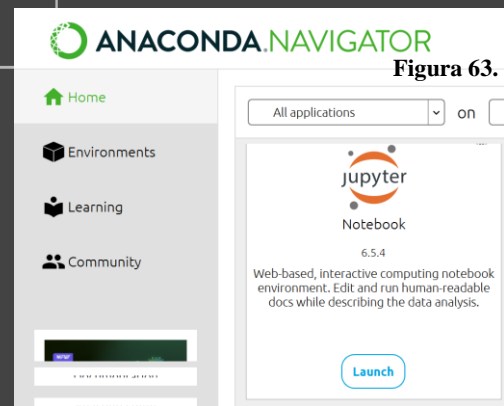 ANACONDA.NAVIGATOR
Figura 63.
Home
All applications
on
Environments
jupyter
Notebook
Learning
6.5.4
Community
Web-based, interactive computing notebook
environment. Edit and run human-readable
docs while describing the data analysis.
NEW
Launch